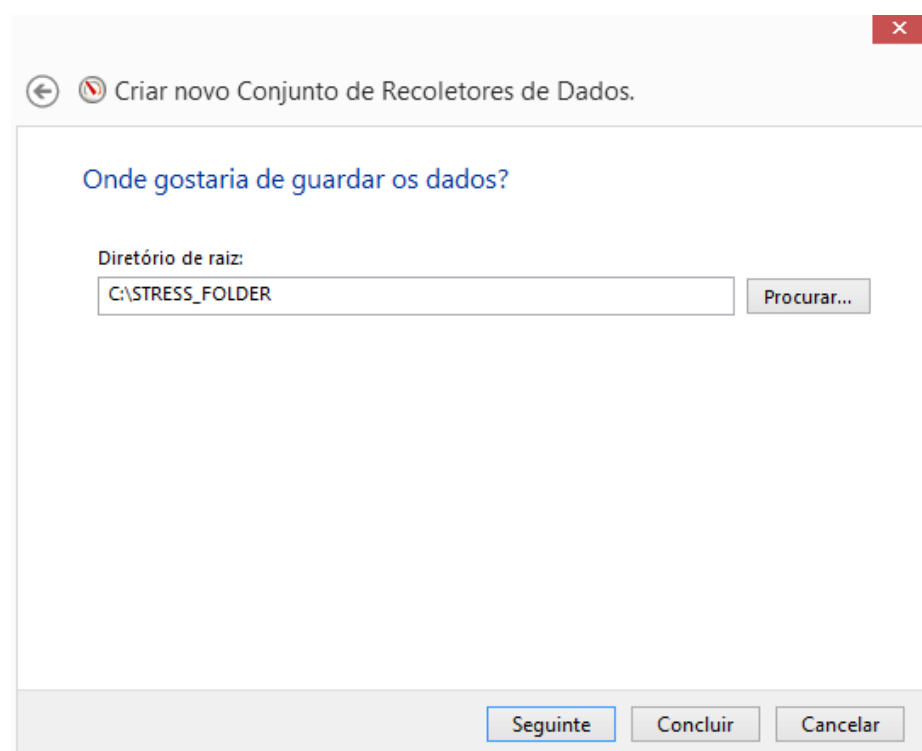 Criar novo Conjunto de Recoletores de Dados.
Onde gostaria de guardar os dados?
Diretório de raiz:
C:\STRESS_FOLDER
Procurar...
Seguinte
Concluir
Cancelar